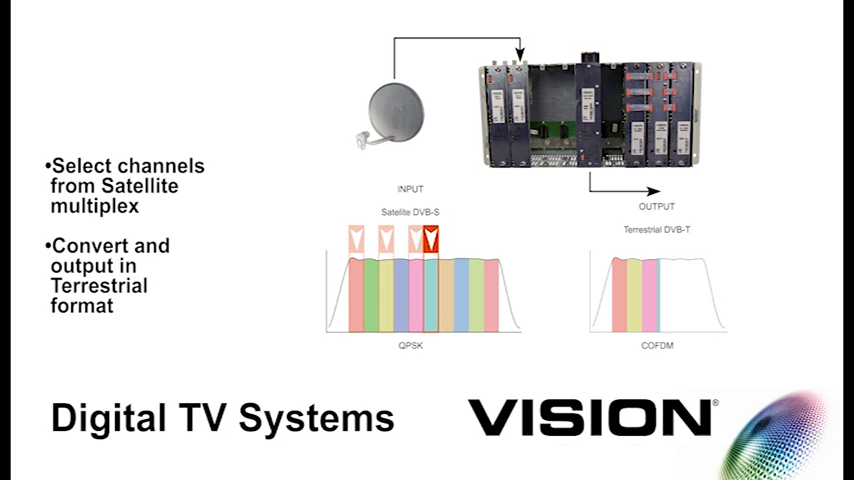 •Select channels
from Satellite
multiplex
•Convert and
output in
Terrestrial
format
INPUT
Satelite DVB-S
QPSK
OUTPUT
Terrestrial DVB-T
COFDM
Digital TV Systems
VISION®